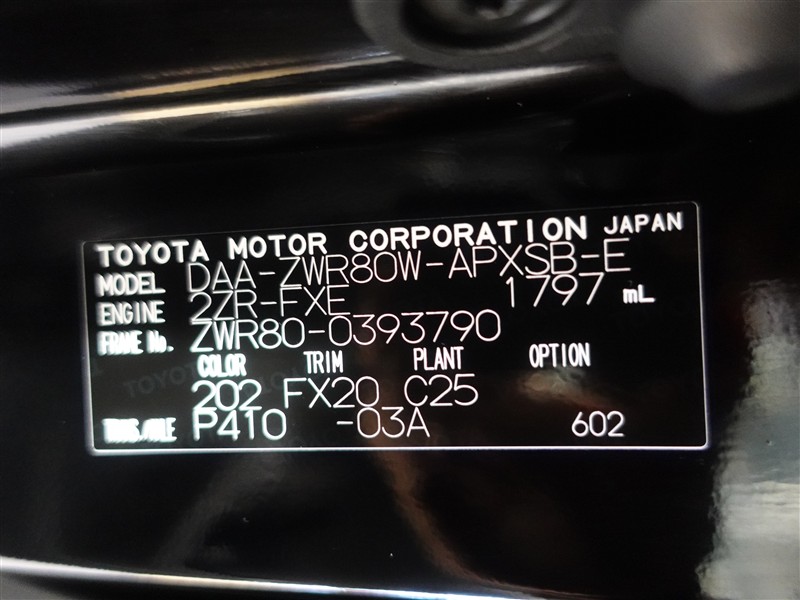 TOYOTA MOTOR CORPORATION JAPAN
MODEL DAA-ZWR80W-APXSB-E
ENGINE 2ZR-FXE 1797 mL
FRAME No. ZWR80-0393790
COLOR TRIM PLANT OPTION
202 FX20 C25
TRANS./AXLE P410 -03A 602